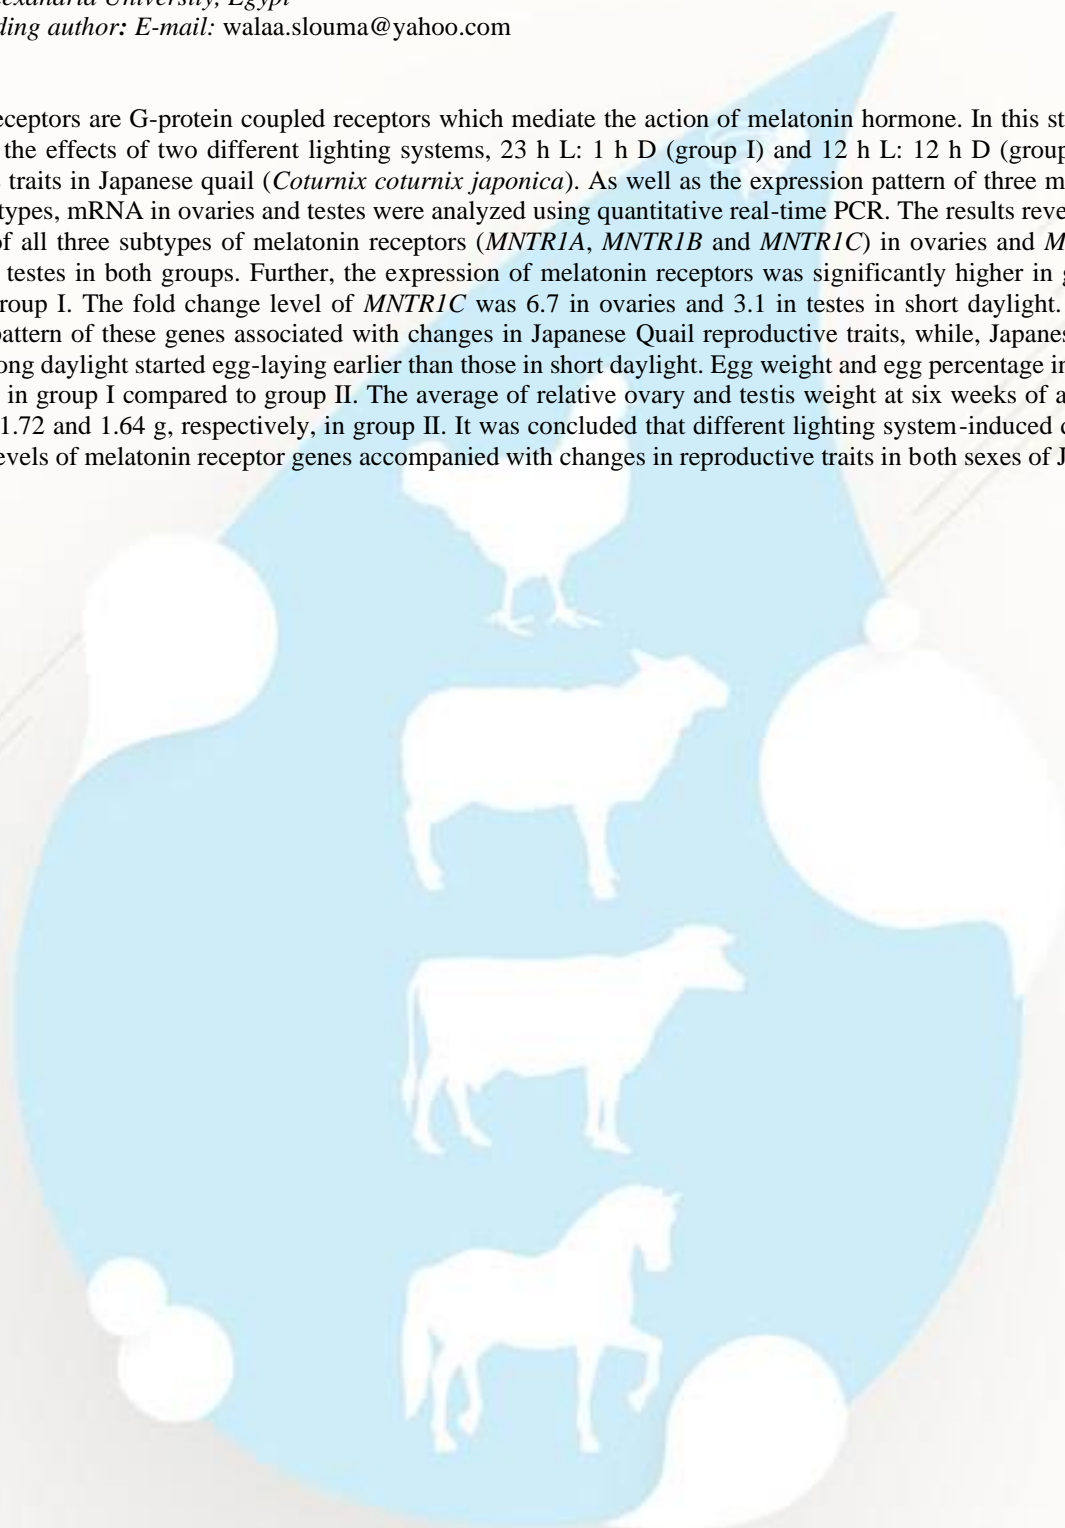 exandria University, Egypt
ding author: E-mail: walaa.slouma@yahoo.com
eceptors are G-protein coupled receptors which mediate the action of melatonin hormone. In this st
the effects of two different lighting systems, 23 h L: 1 h D (group I) and 12 h L: 12 h D (group
traits in Japanese quail (Coturnix coturnix japonica). As well as the expression pattern of three m
types, mRNA in ovaries and testes were analyzed using quantitative real-time PCR. The results reve
of all three subtypes of melatonin receptors (MNTR1A, MNTR1B and MNTR1C) in ovaries and M
testes in both groups. Further, the expression of melatonin receptors was significantly higher in g
roup I. The fold change level of MNTR1C was 6.7 in ovaries and 3.1 in testes in short daylight.
pattern of these genes associated with changes in Japanese Quail reproductive traits, while, Japanes
ong daylight started egg-laying earlier than those in short daylight. Egg weight and egg percentage in
in group I compared to group II. The average of relative ovary and testis weight at six weeks of a
1.72 and 1.64 g, respectively, in group II. It was concluded that different lighting system-induced
evels of melatonin receptor genes accompanied with changes in reproductive traits in both sexes of J